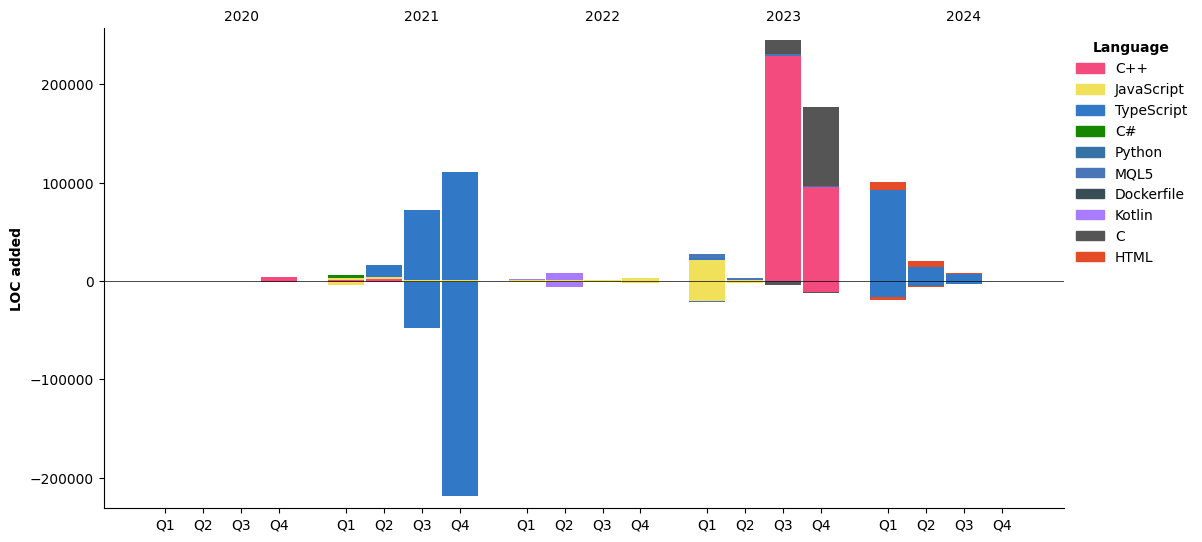 2020 2021 2022 2023 2024
Language
C++
JavaScript
TypeScript
C#
Python
MQL5
Dockerfile
Kotlin
C
HTML
LOC added
200000
100000
0
−100000
−200000
Q1 Q2 Q3 Q4 Q1 Q2 Q3 Q4 Q1 Q2 Q3 Q4 Q1 Q2 Q3 Q4 Q1 Q2 Q3 Q4